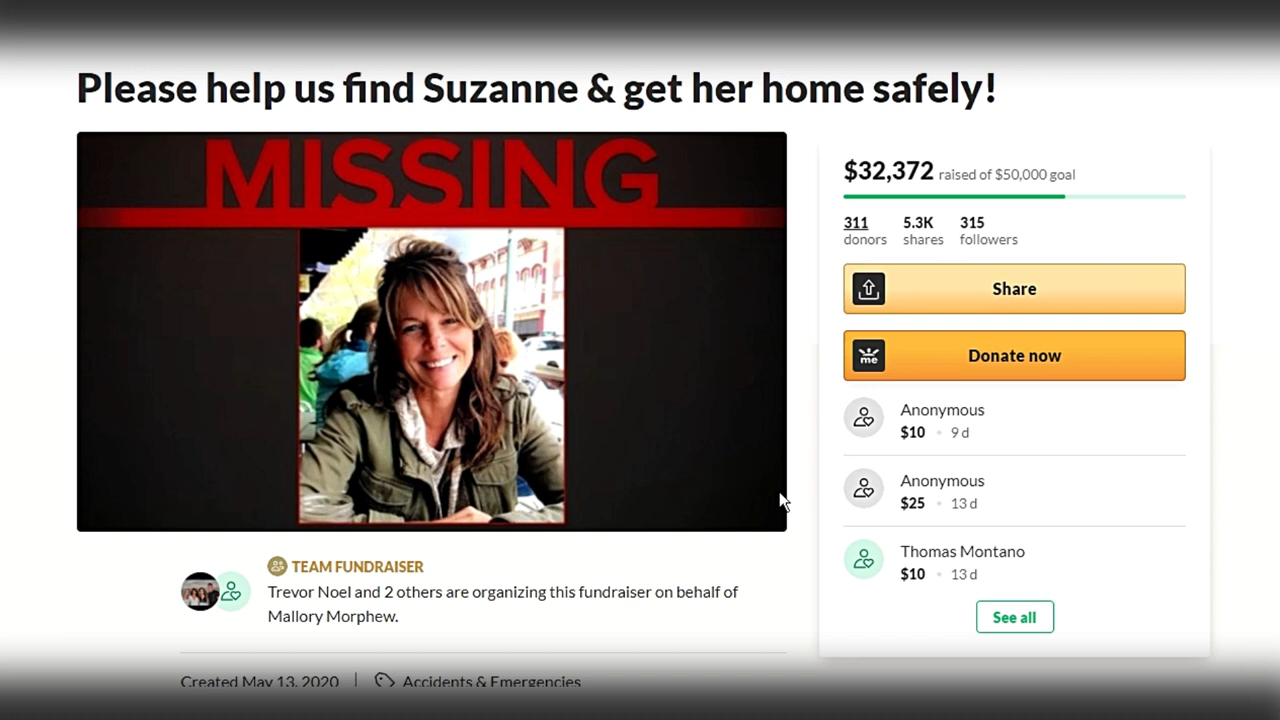 Please help us find Suzanne & get her home safely!
MISSING
$32,372 raised of $50,000 goal
311 5.3K 315
donors shares followers
Share
me Donate now
Anonymous
$10 • 9 d
Anonymous
$25 • 13 d
Thomas Montano
$10 • 13 d
See all
TEAM FUNDRAISER
Trevor Noel and 2 others are organizing this fundraiser on behalf of
Mallory Morphew.
Created May 13, 2020 | Accidents & Emergencies